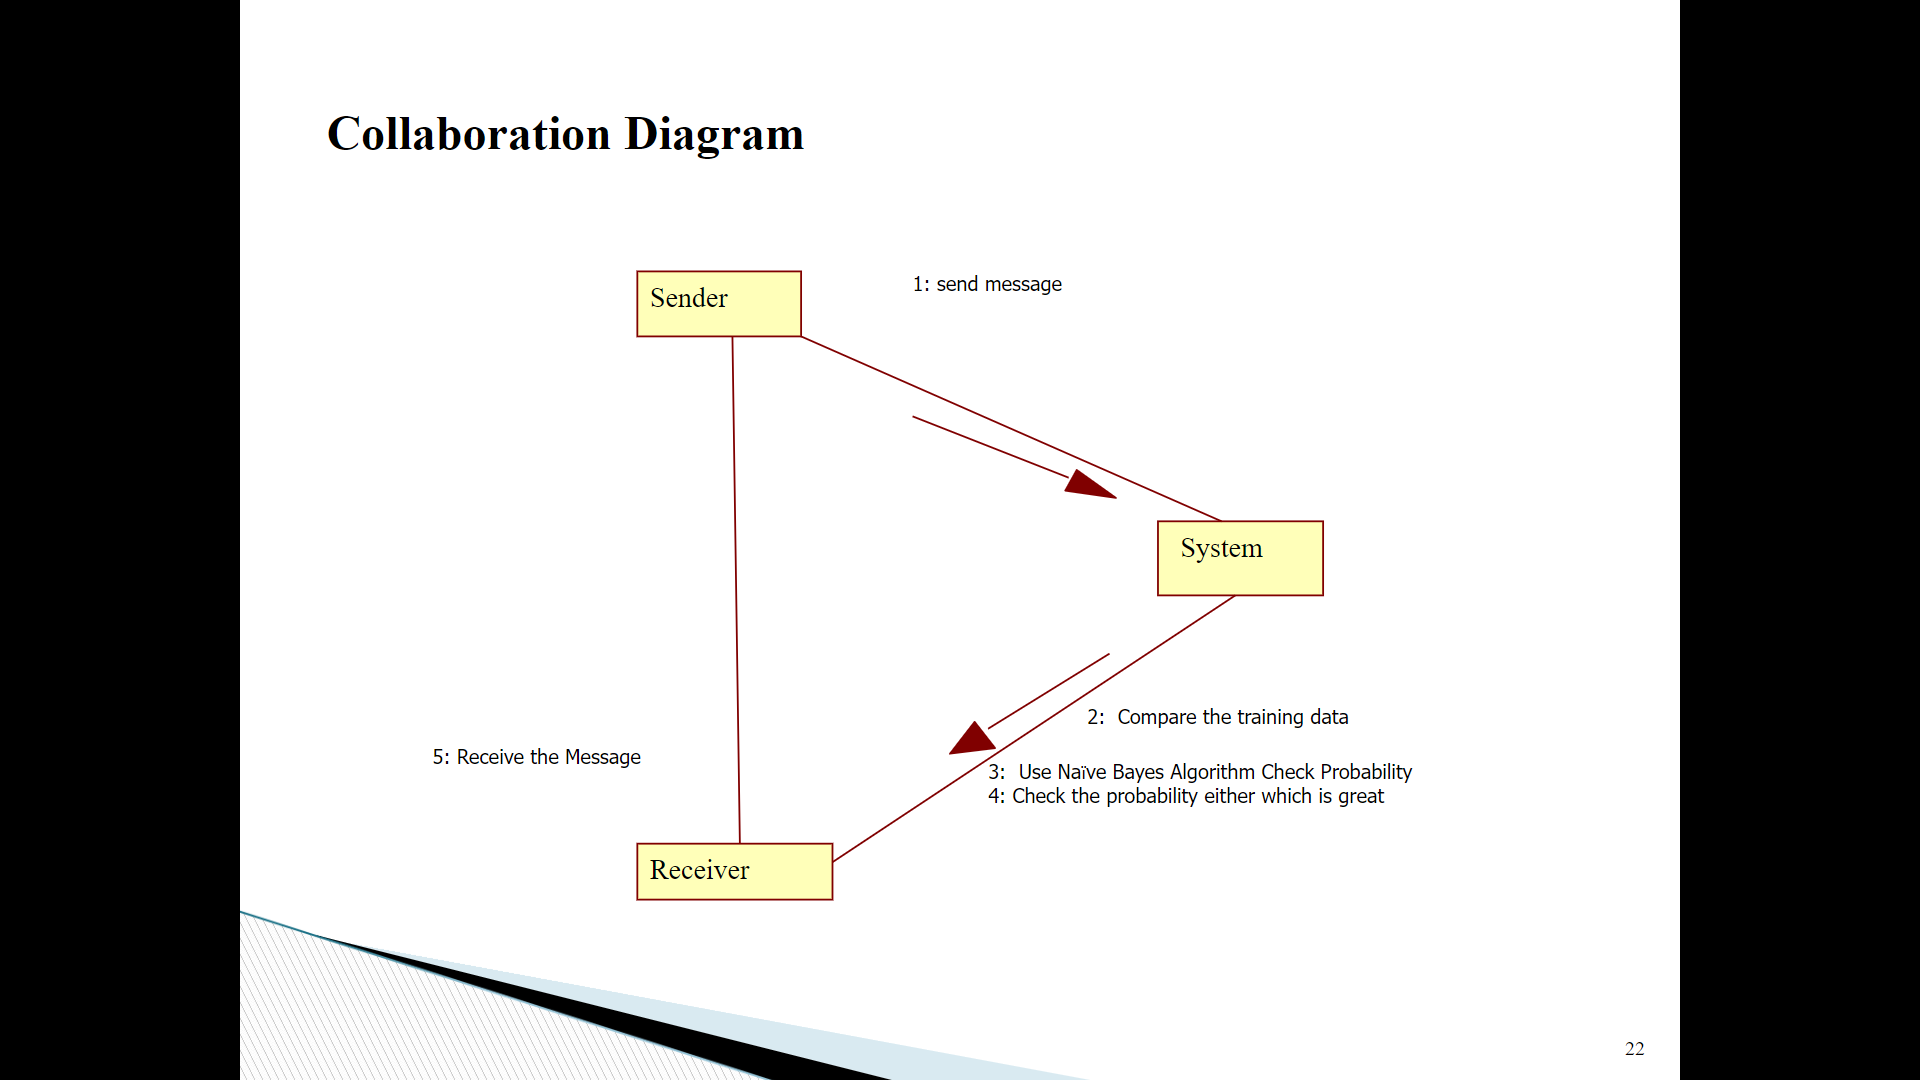 Collaboration Diagram
Sender
1: send message
System
2:  Compare the training data
5: Receive the Message
3:  Use Naïve Bayes Algorithm Check Probability
4: Check the probability either which is great
Receiver
22